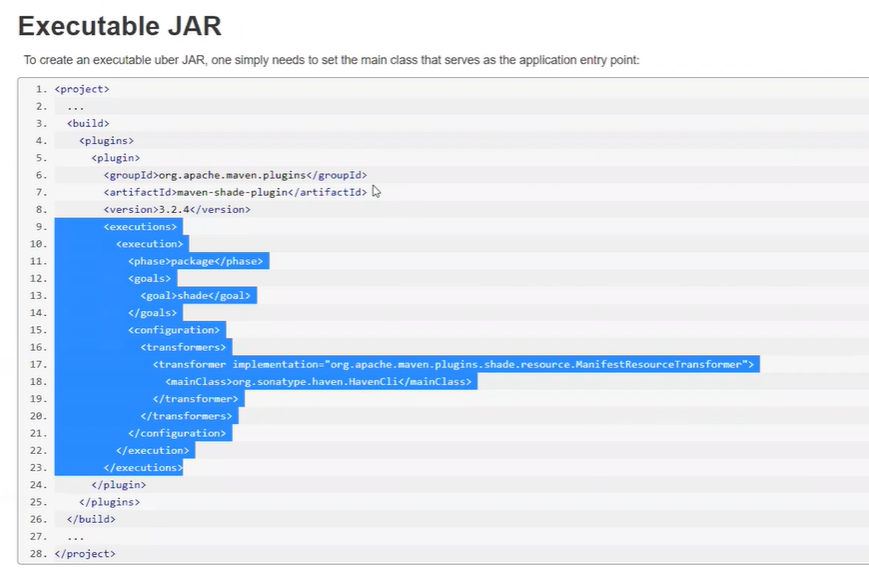 Executable JAR
To create an executable uber JAR, one simply needs to set the main class that serves as the application entry point:
1. <project>
2. ...
3. <build>
4. <plugins>
5. <plugin>
6. <groupId>org.apache.maven.plugins</groupId>
7. <artifactId>maven-shade-plugin</artifactId>
8. <version>3.2.4</version>
9. <executions>
10. <execution>
11. <phase>package</phase>
12. <goals>
13. <goal>shade</goal>
14. </goals>
15. <configuration>
16. <transformers>
17. <transformer implementation="org.apache.maven.plugins.shade.resource.ManifestResourceTransformer">
18. <mainClass>org.sonatype.haven.HavenCli</mainClass>
19. </transformer>
20. </transformers>
21. </configuration>
22. </execution>
23. </executions>
24. </plugin>
25. </plugins>
26. </build>
27. ...
28. </project>